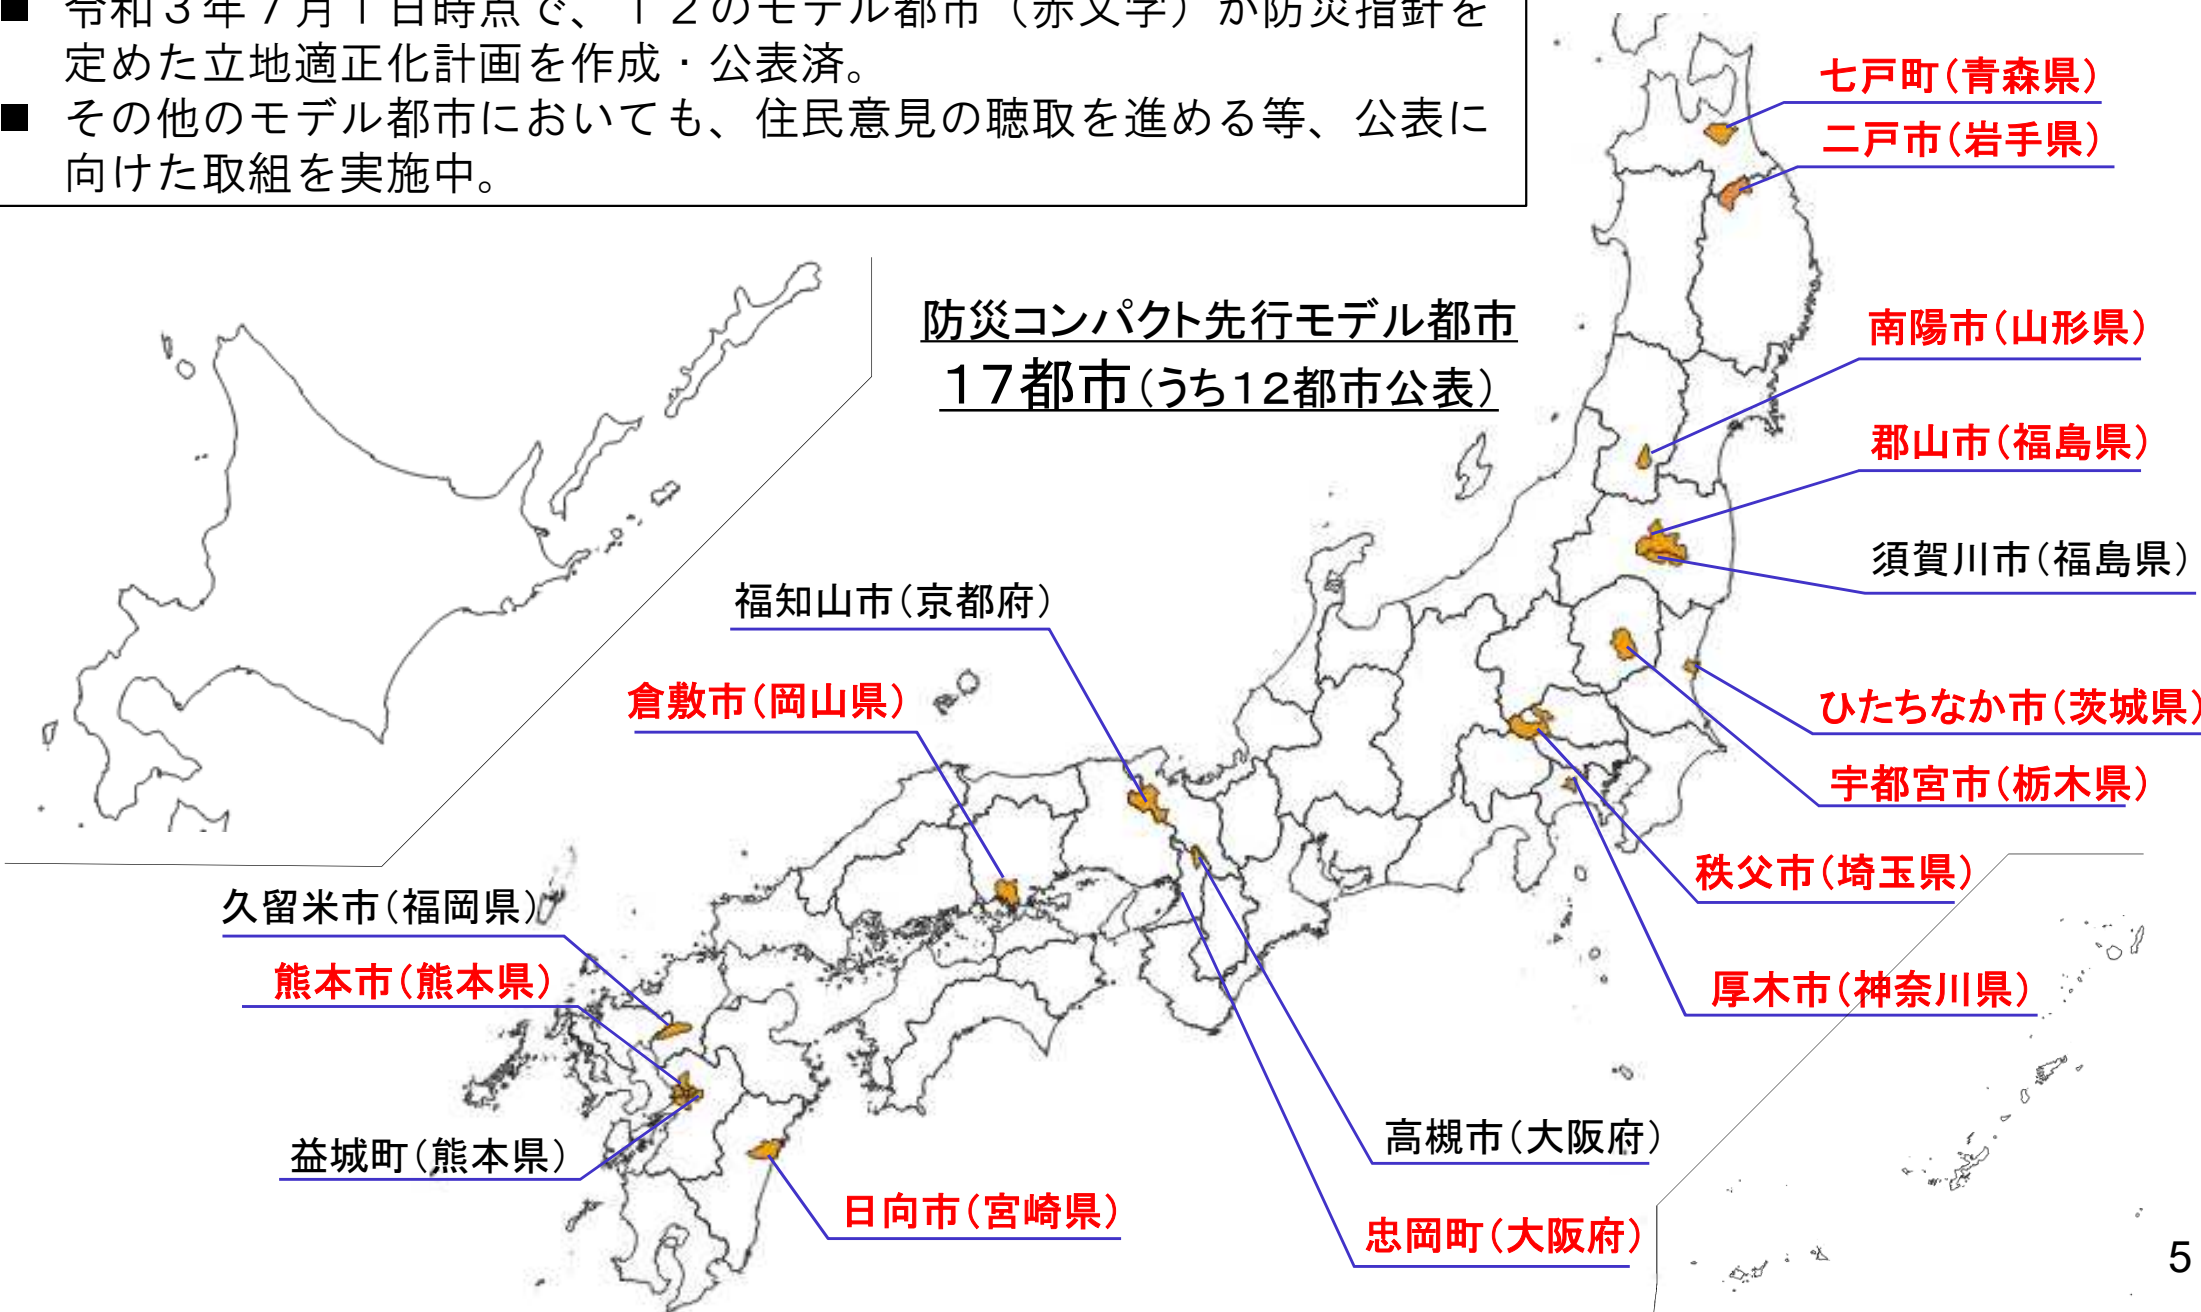 ■ 令和３年７月１日時点で、１２のモデル都市（赤文字）が防災指針を
定めた立地適正化計画を作成・公表済。
■ その他のモデル都市においても、住民意見の聴取を進める等、公表に
向けた取組を実施中。
防災コンパクト先行モデル都市
１７都市（うち１２都市公表）
七戸町（青森県）
二戸市（岩手県）
南陽市（山形県）
郡山市（福島県）
須賀川市（福島県）
ひたちなか市（茨城県）
宇都宮市（栃木県）
秩父市（埼玉県）
厚木市（神奈川県）
福知山市（京都府）
倉敷市（岡山県）
久留米市（福岡県）
熊本市（熊本県）
益城町（熊本県）
日向市（宮崎県）
高槻市（大阪府）
忠岡町（大阪府）
5